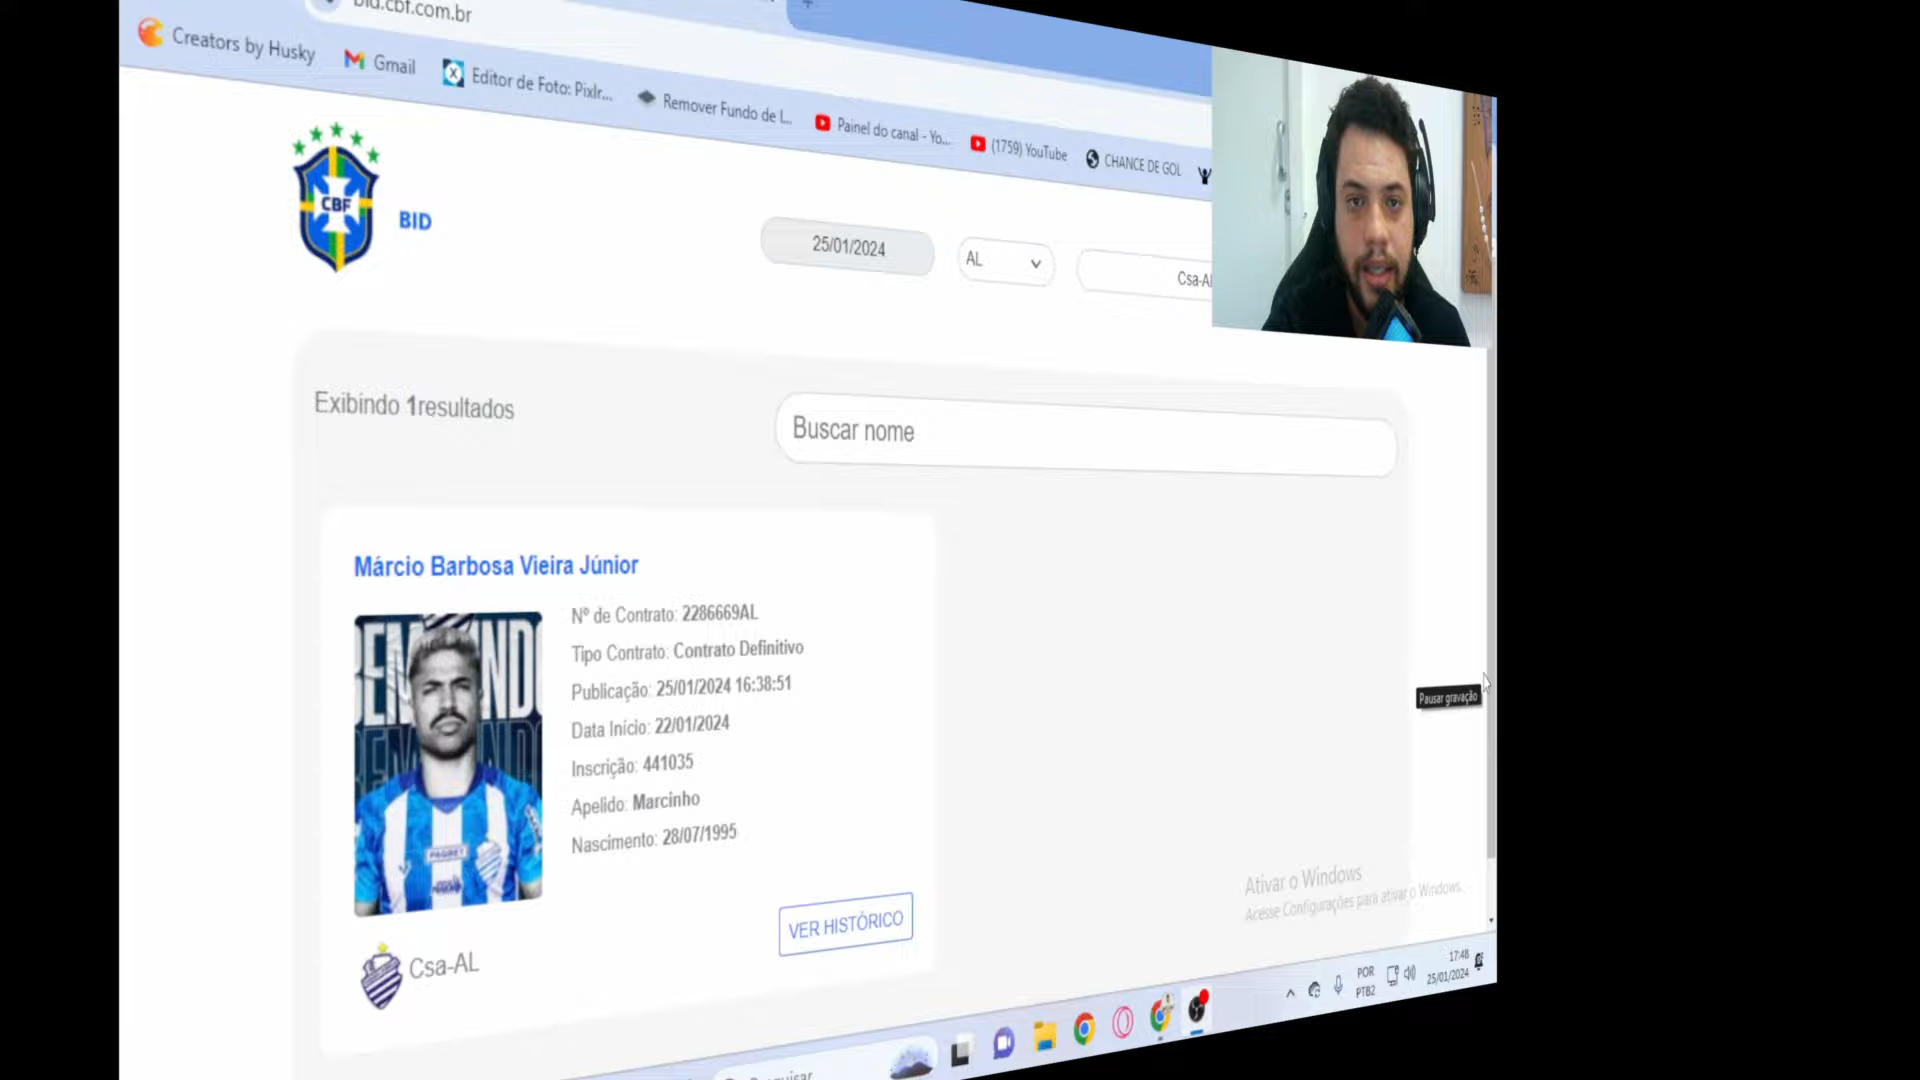 bid.cbf.com.br
Creators by Husky
Gmail
Editor de Foto: Pixlr...
Remover Fundo de I...
Painel do canal - Yo...
(1759) YouTube
CHANCE DE GOL
CBF
BID
25/01/2024
AL
Csa-Al
Exibindo 1resultados
Buscar nome
Márcio Barbosa Vieira Júnior
Nº de Contrato: 2286669AL
Tipo Contrato: Contrato Definitivo
Publicação: 25/01/2024 16:38:51
Data Início: 22/01/2024
Inscrição: 441035
Apelido: Marcinho
Nascimento: 28/07/1995
VER HISTÓRICO
Csa-AL
Pausar gravação
Ativar o Windows
Acesse Configurações para ativar o Windows.
POR
PTB2
17:48
25/01/2024